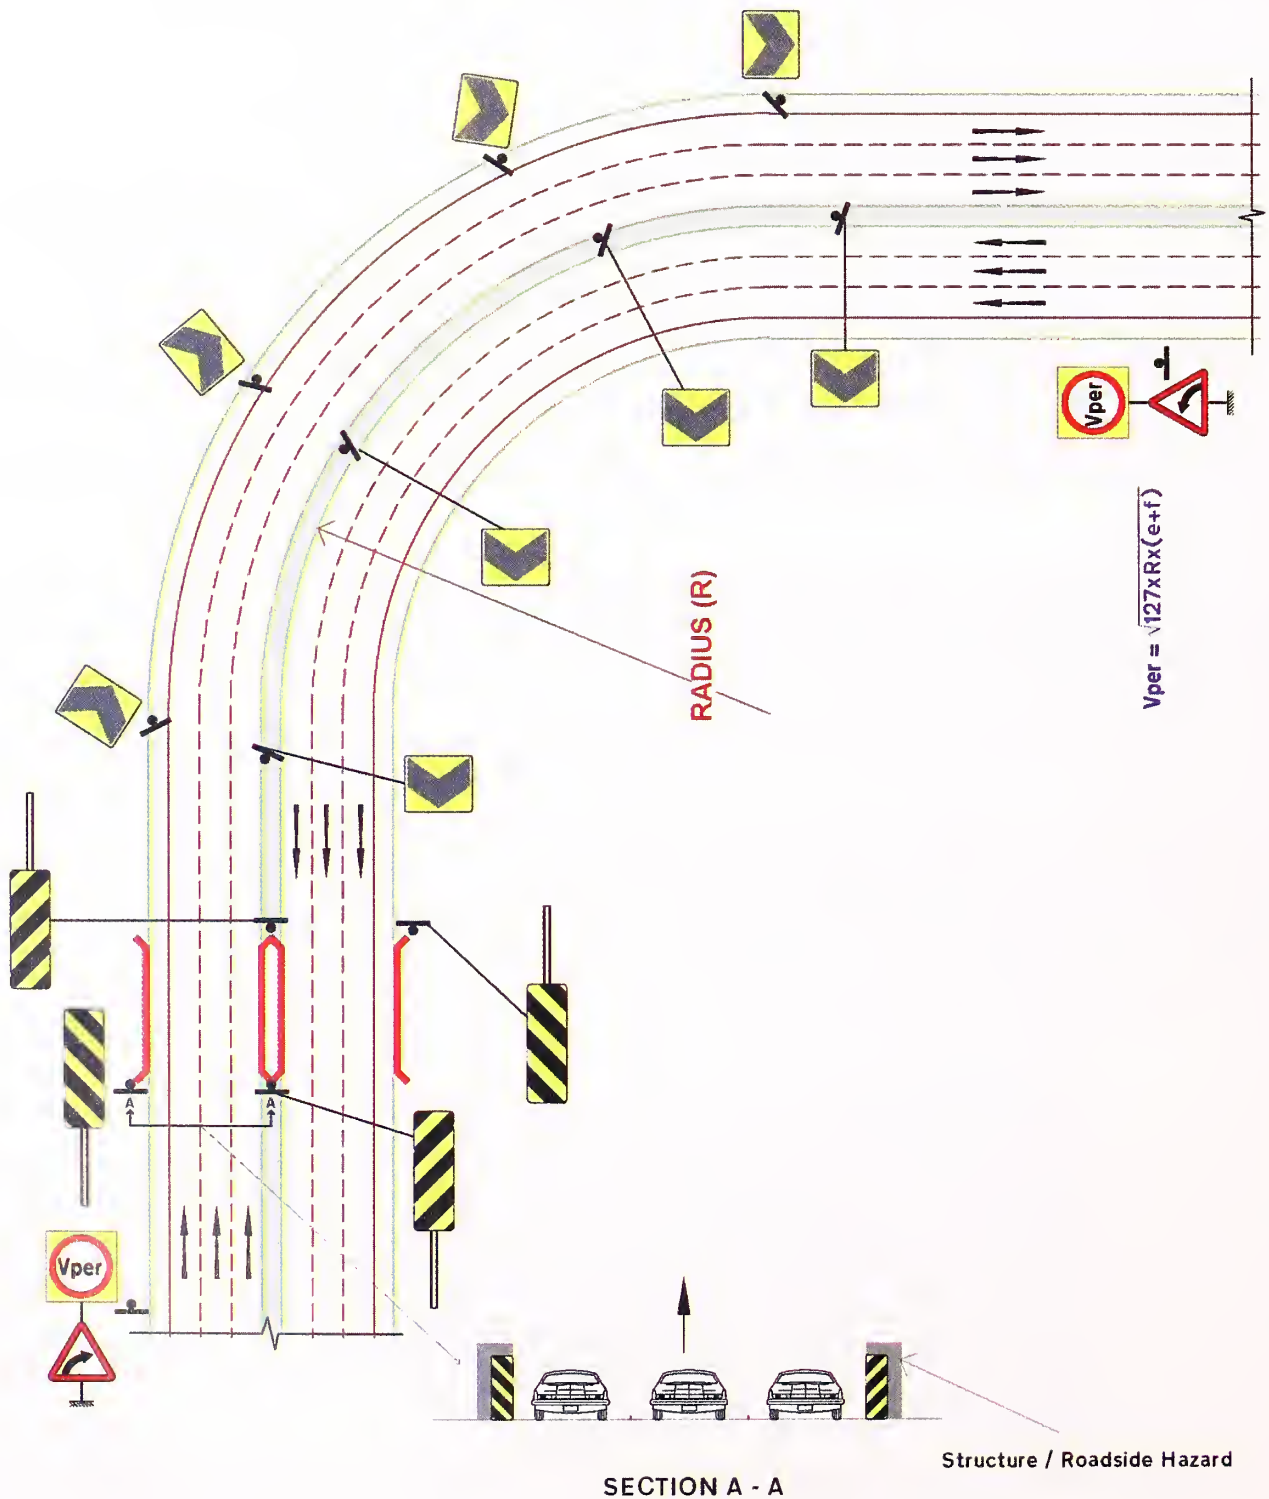 Vper
RADIUS (R)
Vper = √127xRx(e+f)
A
A
Vper
Structure / Roadside Hazard
SECTION A - A